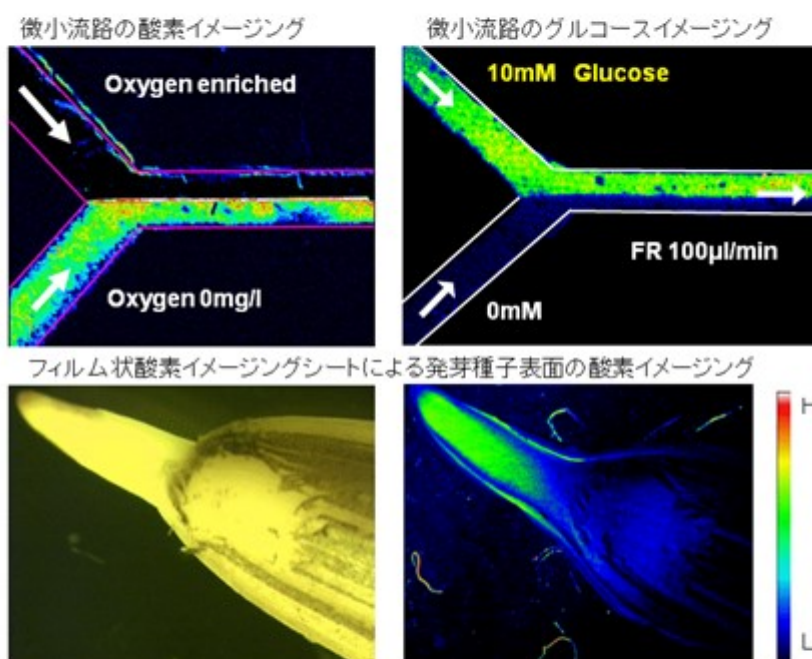 微小流路の酸素イメージング
微小流路のグルコースイメージング
Oxygen enriched
Oxygen 0mg/l
10mM Glucose
FR 100μl/min
0mM
フィルム状酸素イメージングシートによる発芽種子表面の酸素イメージング
H
L